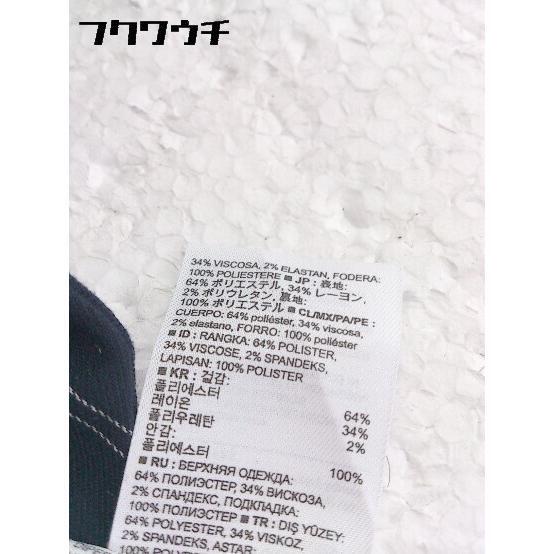 フクワウチ
34% VISCOSA, 2% ELASTAN, FODERA:
100% POLIESTERE ■ JP : 表地:
64% ポリエステル, 34% レーヨン,
2% ポリウレタン, 裏地:
100% ポリエステル ■ CL/MX/PA/PE :
CUERPO: 64% poliéster, 34% viscosa,
2% elastano, FORRO: 100% poliéster
■ ID : RANGKA: 64% POLISTER,
34% VISCOSE, 2% SPANDEKS,
LAPISAN: 100% POLISTER
■ KR : 겉감:
폴리에스터 64%
레이온 34%
폴리우레탄 2%
안감:
폴리에스터 100%
■ RU : ВЕРХНЯЯ ОДЕЖДА:
64% ПОЛИЭСТЕР, 34% ВИСКОЗА,
2% СПАНДЕКС, ПОДКЛАДКА:
100% ПОЛИЭСТЕР ■ TR : DIŞ YÜZEY:
64% POLYESTER, 34% VISKOZ,
2% SPANDEKS, ASTAR:
100% POLYESTER